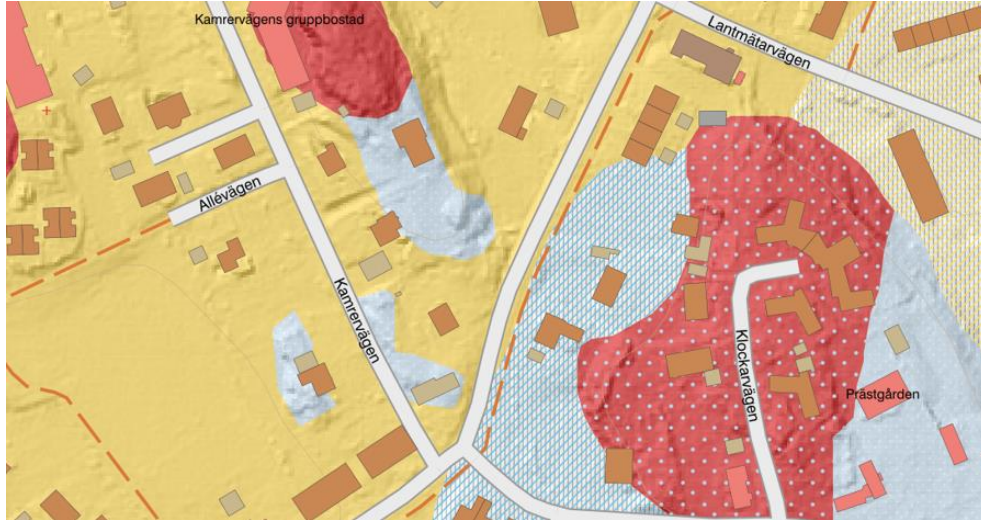 Kamrervägens gruppbostad
Lantmätarvägen
Allévägen
Kamrervägen
Klockarvägen
Prästgården